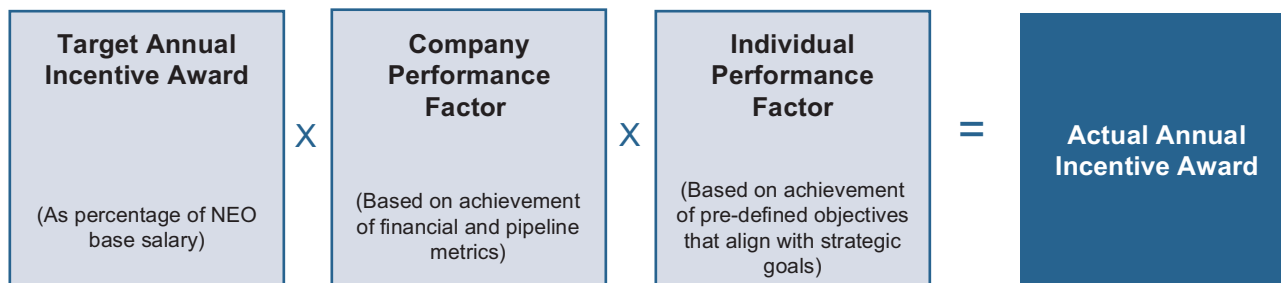 Target Annual
Incentive Award
(As percentage of NEO
base salary)
X
Company
Performance
Factor
(Based on achievement
of financial and pipeline
metrics)
X
Individual
Performance
Factor
(Based on achievement
of pre-defined objectives
that align with strategic
goals)
=
Actual Annual
Incentive Award